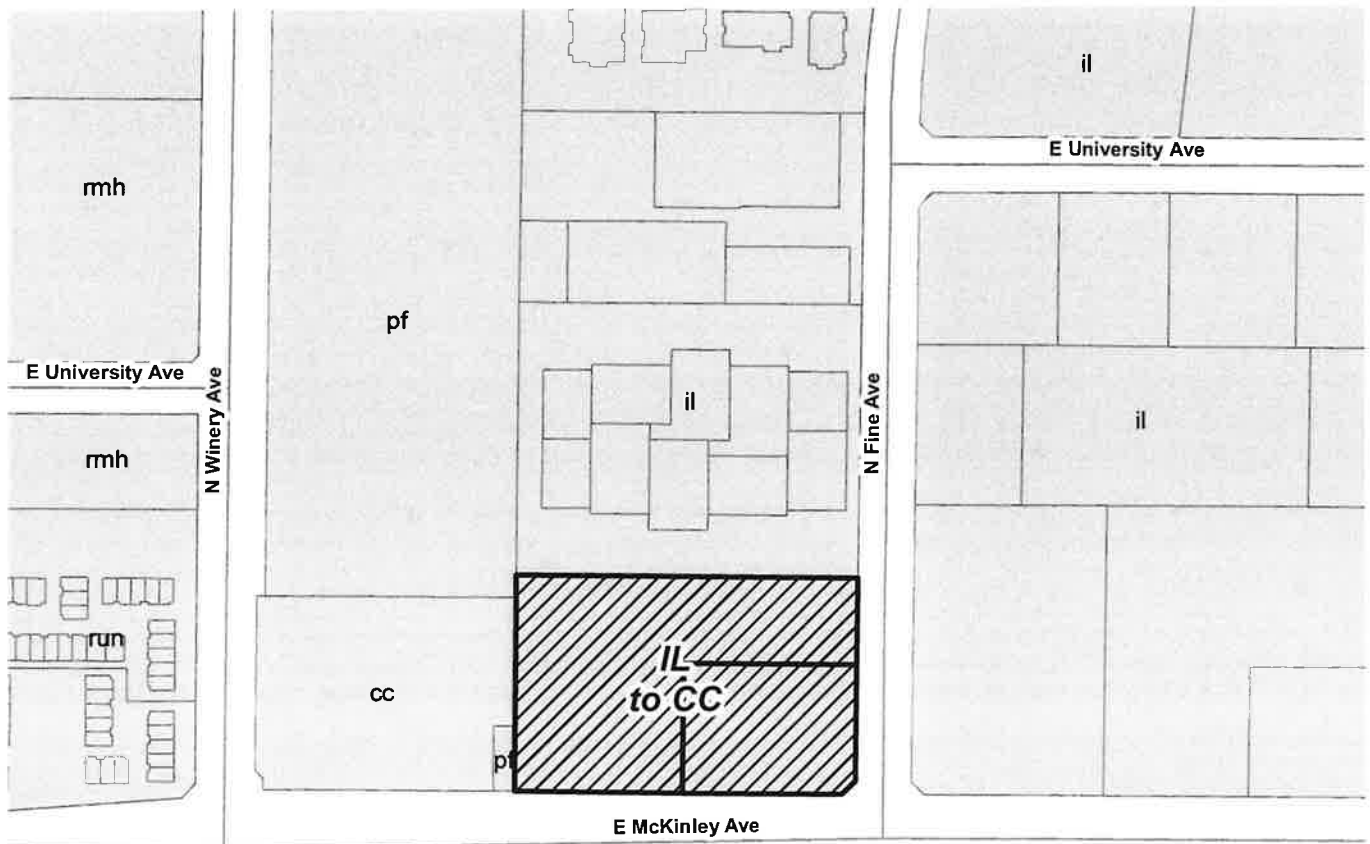 il
E University Ave
rmh
pf
E University Ave
N Winery Ave
il
N Fine Ave
il
rmh
run
cc
IL
to CC
pf
E McKinley Ave